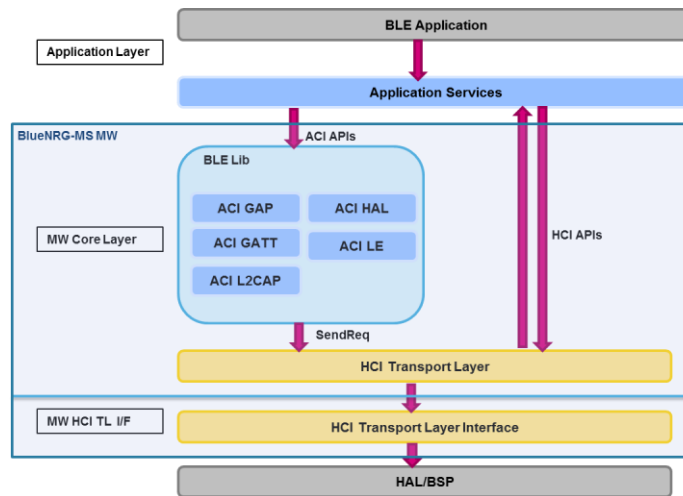 BLE Application
Application Layer
Application Services
BlueNRG-MS MW
ACI APIs
BLE Lib
ACI GAP
ACI HAL
ACI GATT
ACI LE
ACI L2CAP
MW Core Layer
HCI APIs
SendReq
HCI Transport Layer
MW HCI TL I/F
HCI Transport Layer Interface
HAL/BSP